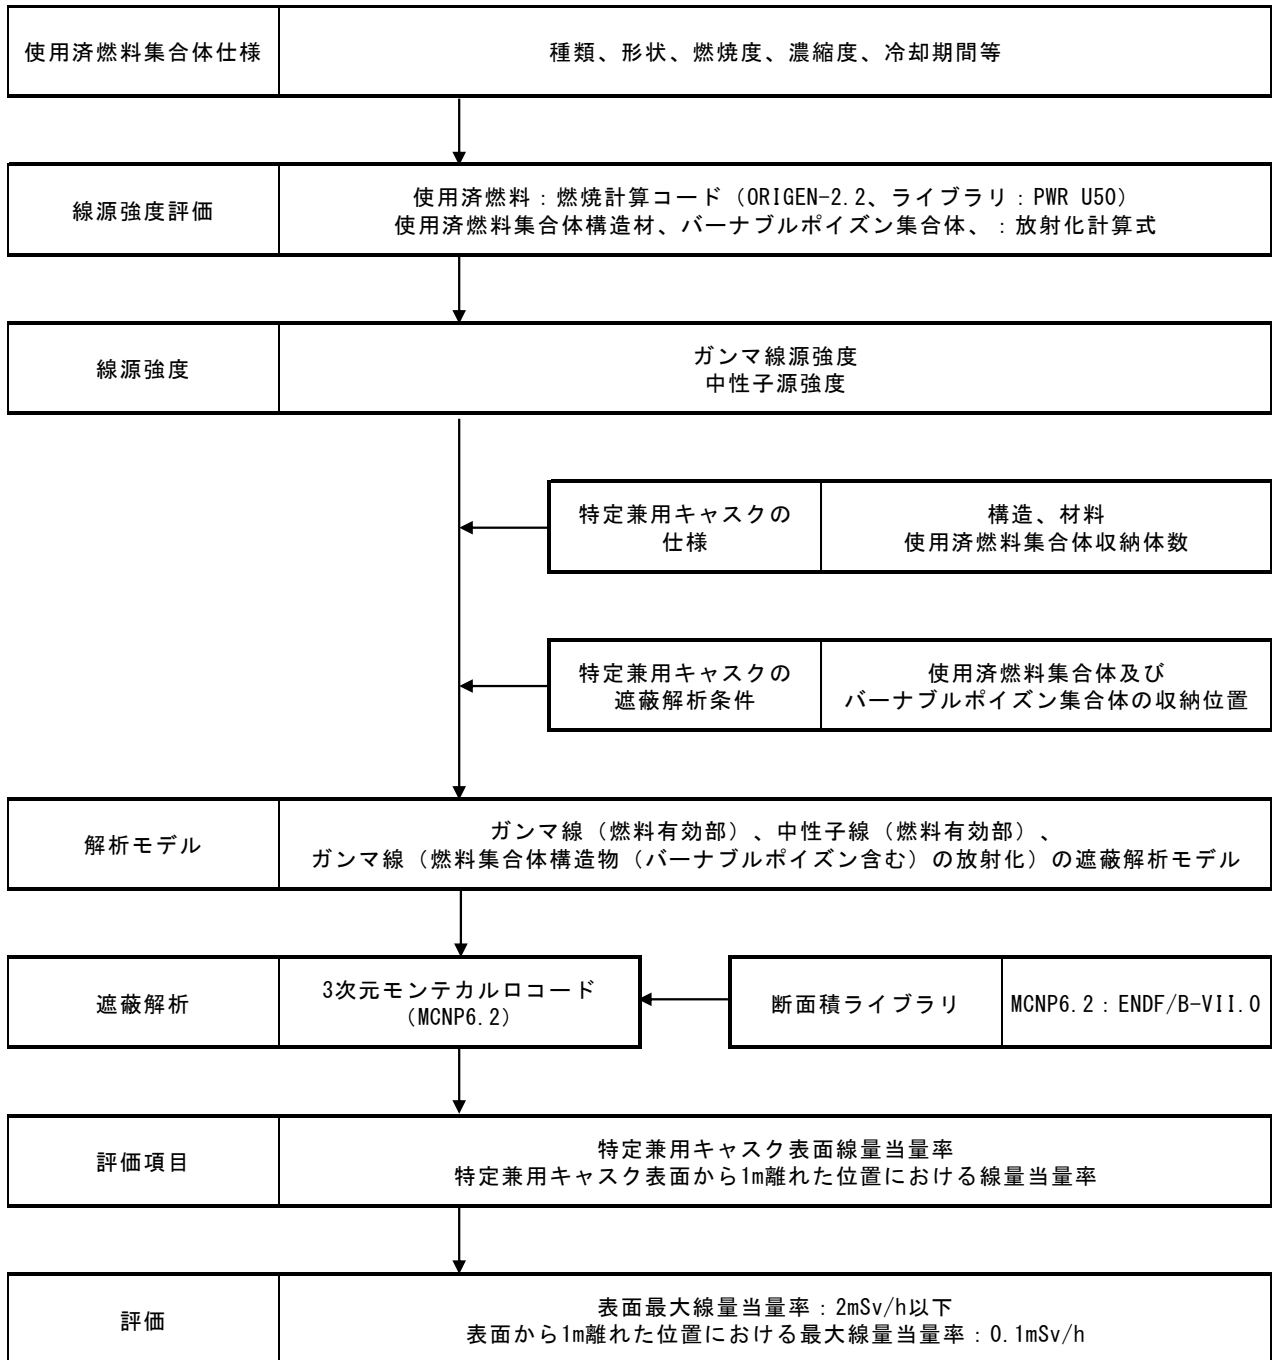 使用済燃料集合体仕様
種類、形状、燃焼度、濃縮度、冷却期間等
線源強度評価
使用済燃料：燃焼計算コード（ORIGEN-2.2、ライブラリ：PWR U50）
使用済燃料集合体構造材、バーナブルポイズン集合体、：放射化計算式
線源強度
ガンマ線源強度
中性子源強度
特定兼用キャスクの
仕様
構造、材料
使用済燃料集合体収納体数
特定兼用キャスクの
遮蔽解析条件
使用済燃料集合体及び
バーナブルポイズン集合体の収納位置
解析モデル
ガンマ線（燃料有効部）、中性子線（燃料有効部）、
ガンマ線（燃料集合体構造物（バーナブルポイズン含む）の放射化）の遮蔽解析モデル
遮蔽解析
3次元モンテカルロコード
（MCNP6.2）
断面積ライブラリ
MCNP6.2：ENDF/B-VII.0
評価項目
特定兼用キャスク表面線量当量率
特定兼用キャスク表面から1m離れた位置における線量当量率
評価
表面最大線量当量率：2mSv/h以下
表面から1m離れた位置における最大線量当量率：0.1mSv/h